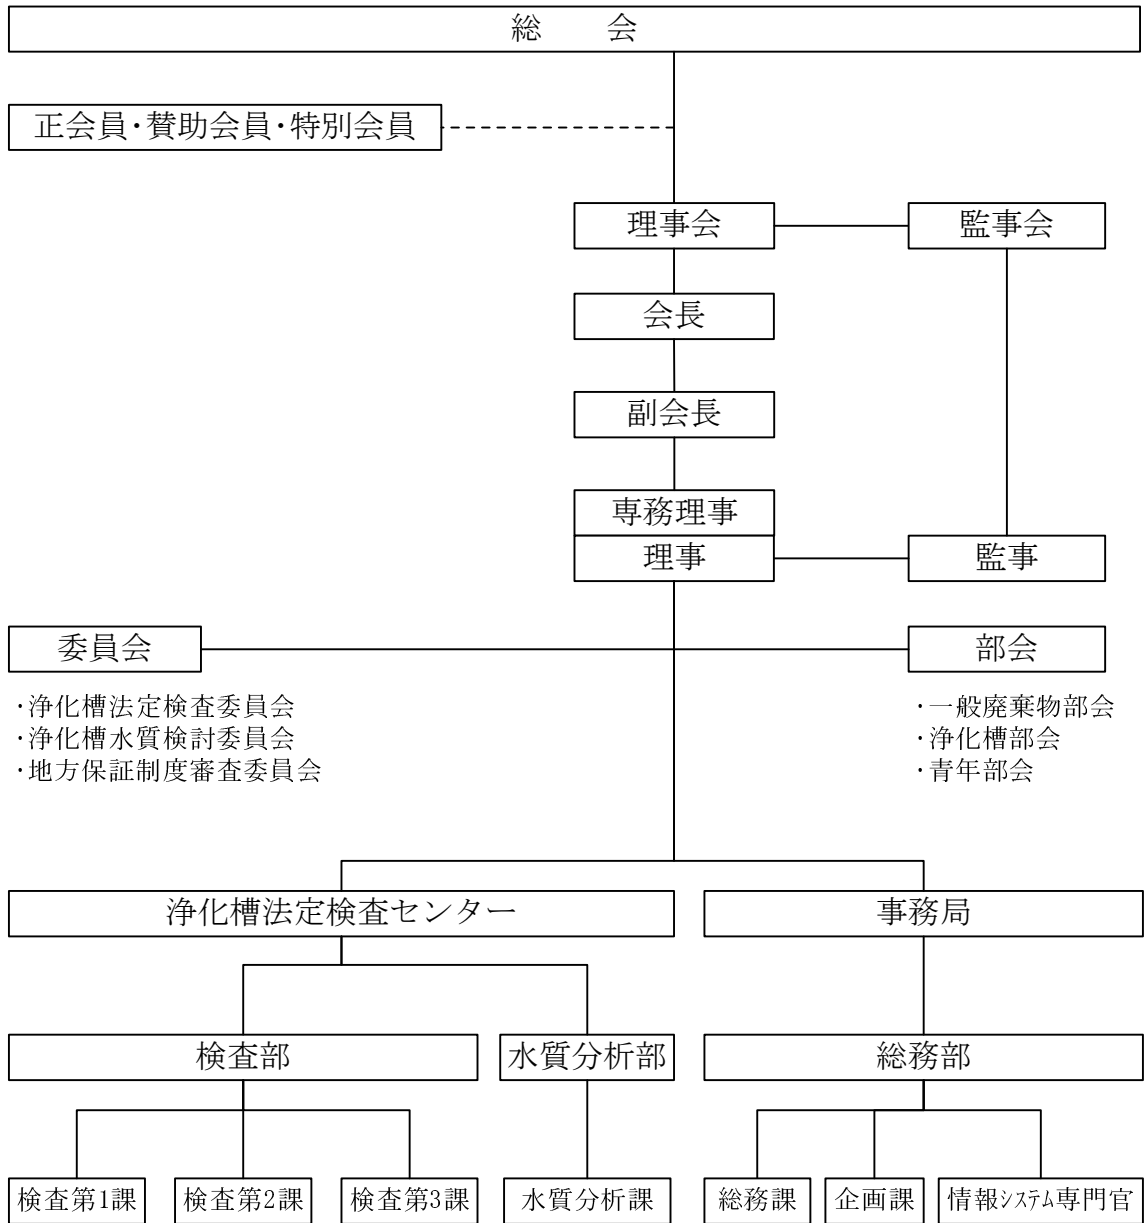 総　　会
正会員・賛助会員・特別会員
理事会
監事会
会長
副会長
専務理事
理事
監事
委員会
部会
・浄化槽法定検査委員会
・浄化槽水質検討委員会
・地方保証制度審査委員会
・一般廃棄物部会
・浄化槽部会
・青年部会
浄化槽法定検査センター
事務局
検査部
水質分析部
総務部
検査第1課
検査第2課
検査第3課
水質分析課
総務課
企画課
情報ｼｽﾃﾑ専門官